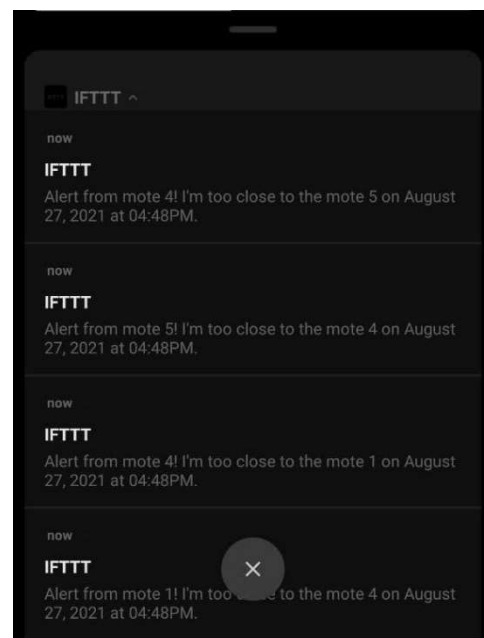 IFTTT
now
IFTTT
Alert from mote 4! I'm too close to the mote 5 on August
27, 2021 at 04:48PM.
now
IFTTT
Alert from mote 5! I'm too close to the mote 4 on August
27, 2021 at 04:48PM.
now
IFTTT
Alert from mote 4! I'm too close to the mote 1 on August
27, 2021 at 04:48PM.
now
IFTTT
Alert from mote 1! I'm too to the mote 4 on August
27, 2021 at 04:48PM.